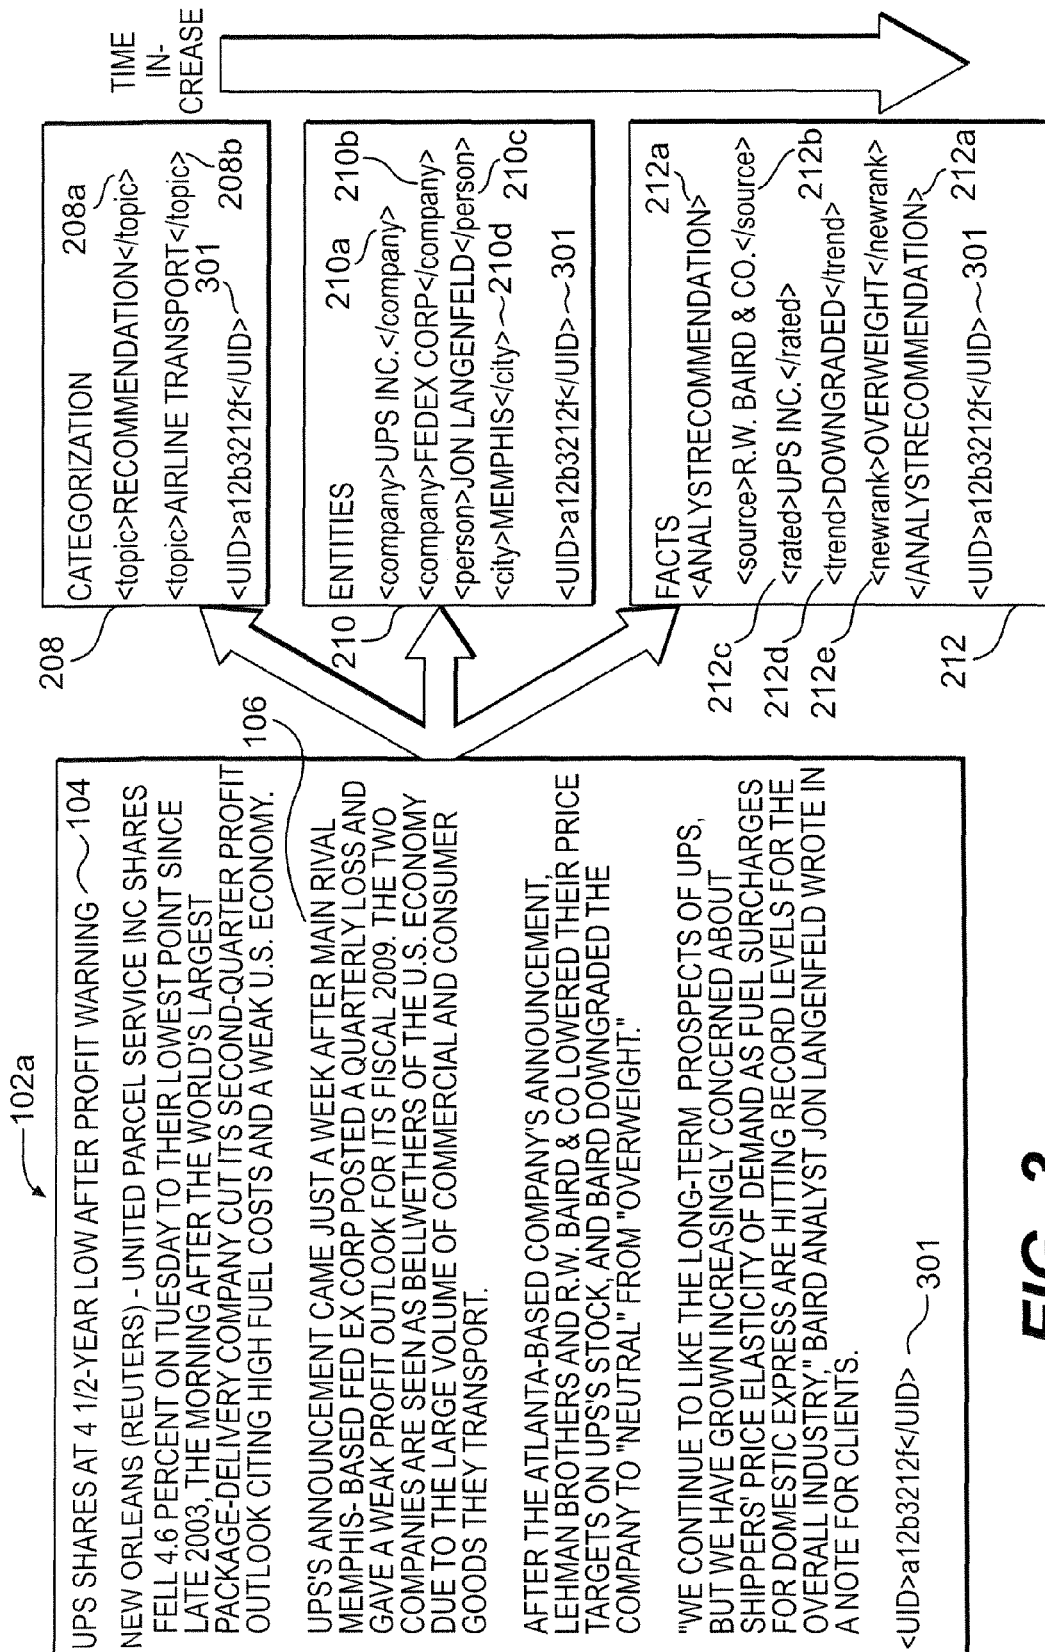 102a
UPS SHARES AT 4 1/2-YEAR LOW AFTER PROFIT WARNING 104
NEW ORLEANS (REUTERS) - UNITED PARCEL SERVICE INC SHARES
FELL 4.6 PERCENT ON TUESDAY TO THEIR LOWEST POINT SINCE
LATE 2003, THE MORNING AFTER THE WORLD'S LARGEST
PACKAGE-DELIVERY COMPANY CUT ITS SECOND-QUARTER PROFIT
OUTLOOK CITING HIGH FUEL COSTS AND A WEAK U.S. ECONOMY.
106
UPS'S ANNOUNCEMENT CAME JUST A WEEK AFTER MAIN RIVAL
MEMPHIS- BASED FED EX CORP POSTED A QUARTERLY LOSS AND
GAVE A WEAK PROFIT OUTLOOK FOR ITS FISCAL 2009. THE TWO
COMPANIES ARE SEEN AS BELLWETHERS OF THE U.S. ECONOMY
DUE TO THE LARGE VOLUME OF COMMERCIAL AND CONSUMER
GOODS THEY TRANSPORT.
AFTER THE ATLANTA-BASED COMPANY'S ANNOUNCEMENT,
LEHMAN BROTHERS AND R.W. BAIRD & CO LOWERED THEIR PRICE
TARGETS ON UPS'S STOCK, AND BAIRD DOWNGRADED THE
COMPANY TO "NEUTRAL" FROM "OVERWEIGHT."
"WE CONTINUE TO LIKE THE LONG-TERM PROSPECTS OF UPS,
BUT WE HAVE GROWN INCREASINGLY CONCERNED ABOUT
SHIPPERS' PRICE ELASTICITY OF DEMAND AS FUEL SURCHARGES
FOR DOMESTIC EXPRESS ARE HITTING RECORD LEVELS FOR THE
OVERALL INDUSTRY," BAIRD ANALYST JON LANGENFELD WROTE IN
A NOTE FOR CLIENTS.
<UID>a12b3212f</UID> 301
208
CATEGORIZATION
208a
<topic>RECOMMENDATION</topic>
<topic>AIRLINE TRANSPORT</topic>
208b
301
<UID>a12b3212f</UID>
210
ENTITIES
210a
210b
<company>UPS INC.</company>
<company>FEDEX CORP</company>
<person>JON LANGENFELD</person>
210c
<city>MEMPHIS</city> 210d
<UID>a12b3212f</UID> 301
FACTS
212a
<ANALYSTRECOMMENDATION>
<source>R.W. BAIRD & CO.</source>
212b
212c
<rated>UPS INC.</rated>
212d
<trend>DOWNGRADED</trend>
212e
<newrank>OVERWEIGHT</newrank>
</ANALYSTRECOMMENDATION>
212a
<UID>a12b3212f</UID> 301
212
TIME
IN-
CREASE